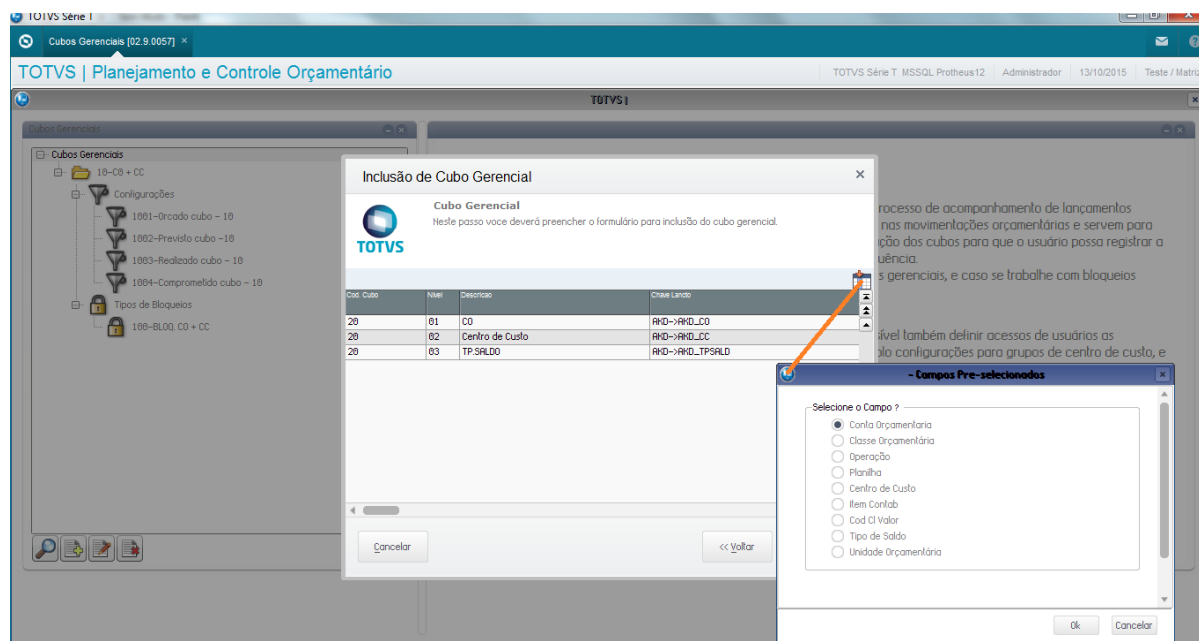 TOTVS Série T
Cubos Gerenciais [02.9.0057] ×
TOTVS | Planejamento e Controle Orçamentário
TOTVS Série T MSSQL Protheus12 Administrador 13/10/2015 Teste / Matriz
TOTVS |
Cubos Gerenciais
Cubos Gerenciais
10-CO + CC
Configurações
1001-Orcado cubo - 10
1002-Previsto cubo -10
1003-Realizado cubo - 10
1004-Comprometido cubo - 10
Tipos de Bloqueios
100-BLOQ. CO + CC
rocesso de acompanhamento de lançamentos
nas movimentações orçamentárias e servem para
ção dos cubos para que o usuário possa registrar a
uência.
s gerenciais, e caso se trabalhe com bloqueios
sível também definir acessos de usuários as
plo configurações para grupos de centro de custo, e
Inclusão de Cubo Gerencial
Cubo Gerencial
Neste passo voce deverá preencher o formulário para inclusão do cubo gerencial.
TOTVS
Cod. Cubo Nivel Descricao Chave Lancto
20 01 CO AKD->AKD_CO
20 02 Centro de Custo AKD->AKD_CC
20 03 TP.SALDO AKD->AKD_TPSALD
Cancelar
<< Voltar
- Campos Pre-selecionados
Selecione o Campo ?
Conta Orçamentaria
Classe Orçamentária
Operação
Planilha
Centro de Custo
Item Contab
Cod Cl Valor
Tipo de Saldo
Unidade Orçamentária
Ok Cancelar